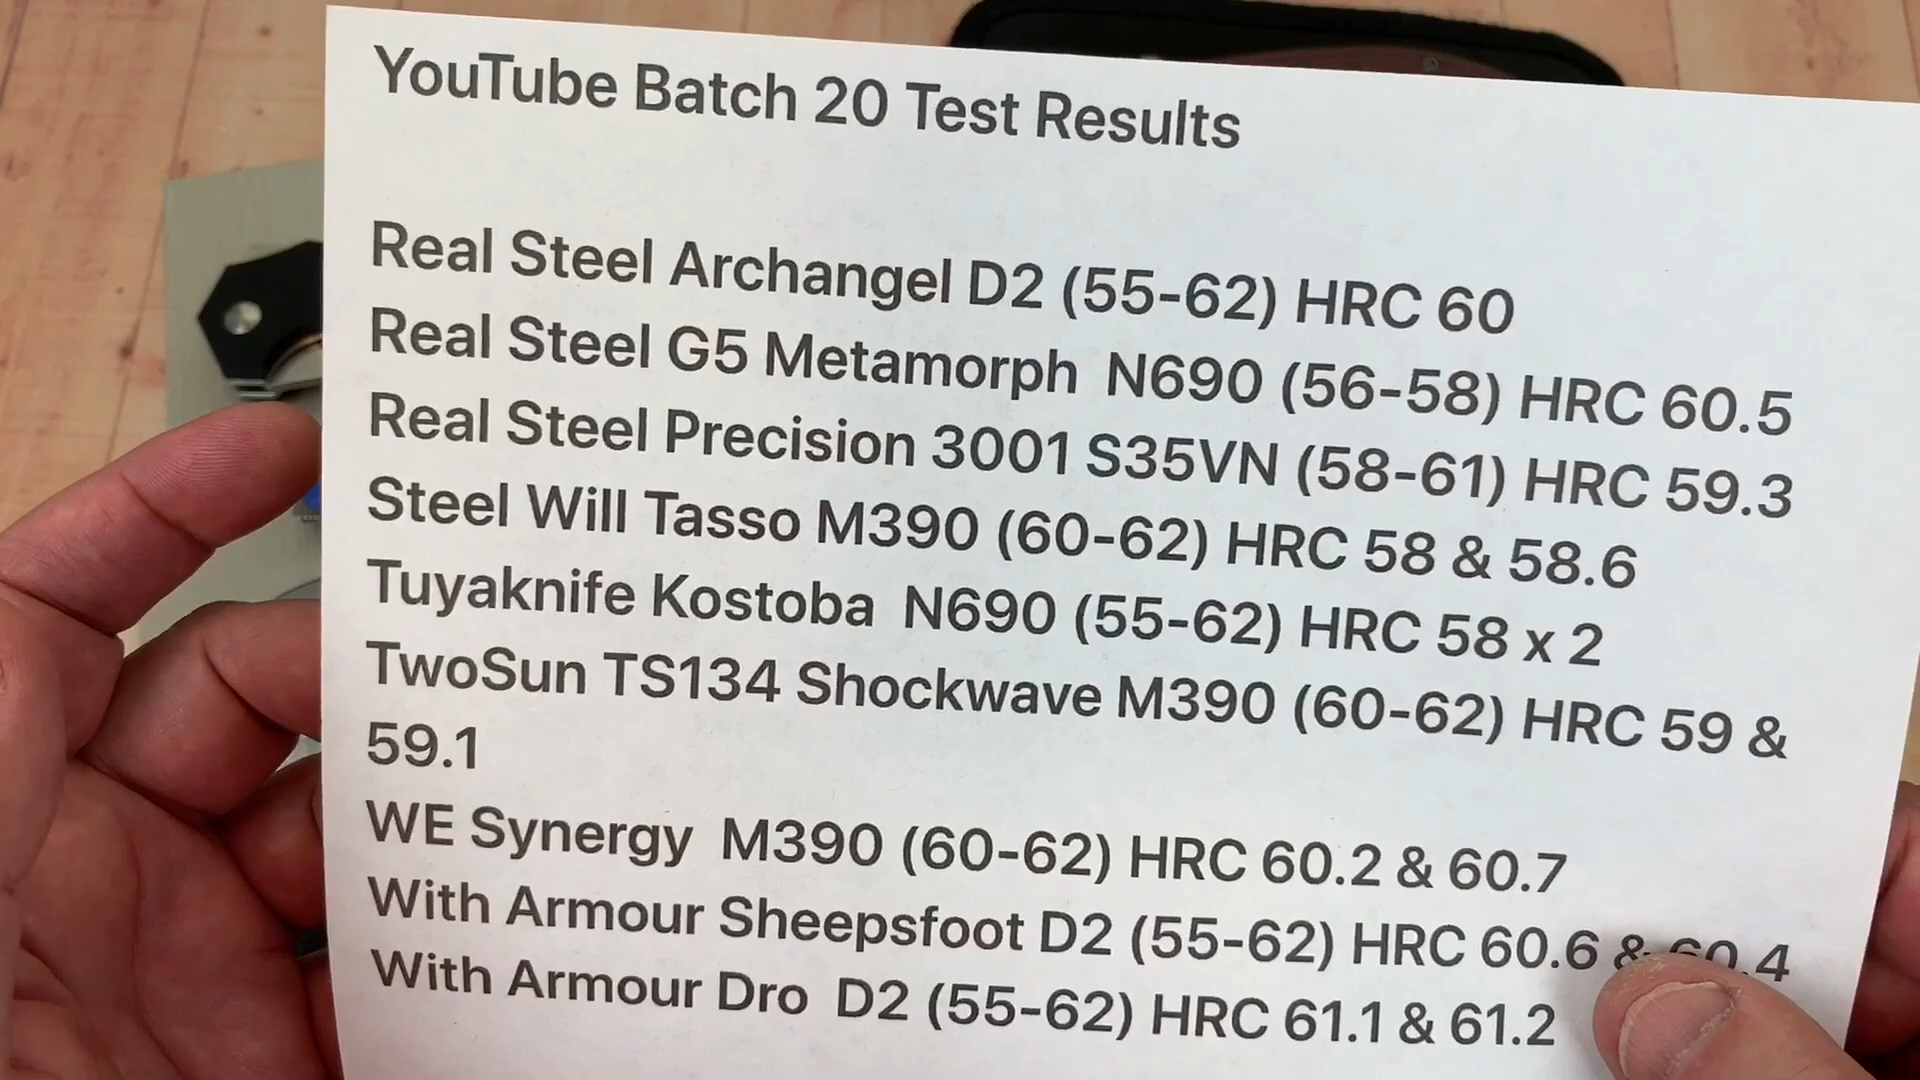 YouTube Batch 20 Test Results
Real Steel Archangel D2 (55-62) HRC 60
Real Steel G5 Metamorph N690 (56-58) HRC 60.5
Real Steel Precision 3001 S35VN (58-61) HRC 59.3
Steel Will Tasso M390 (60-62) HRC 58 & 58.6
Tuyaknife Kostoba N690 (55-62) HRC 58 x 2
TwoSun TS134 Shockwave M390 (60-62) HRC 59 &
59.1
WE Synergy M390 (60-62) HRC 60.2 & 60.7
With Armour Sheepsfoot D2 (55-62) HRC 60.6 & 60.4
With Armour Dro D2 (55-62) HRC 61.1 & 61.2